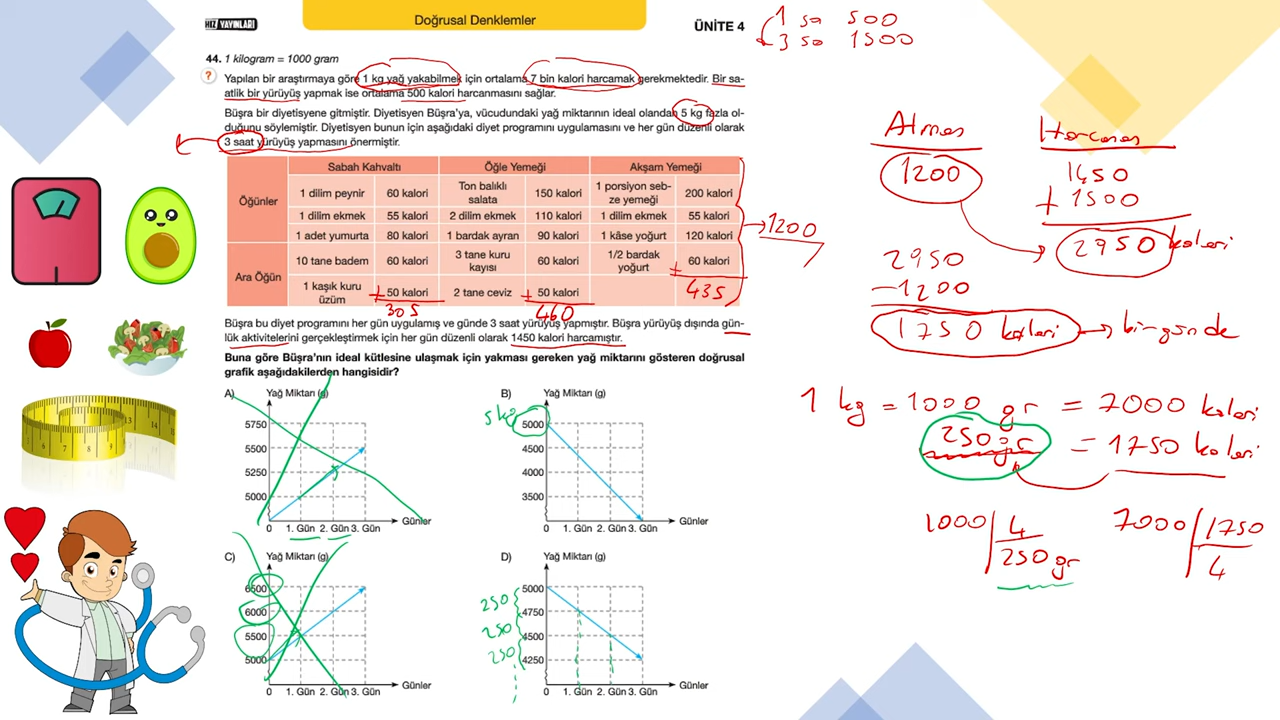 HIZ YAYINLARI
Doğrusal Denklemler
ÜNİTE 4
1 sa 500
3 sa 1500
44. 1 kilogram = 1000 gram
?
Yapılan bir araştırmaya göre 1 kg yağ yakabilmek için ortalama 7 bin kalori harcamak gerekmektedir. Bir sa-
atlik bir yürüyüş yapmak ise ortalama 500 kalori harcanmasını sağlar.
Büşra bir diyetisyene gitmiştir. Diyetisyen Büşra'ya, vücudundaki yağ miktarının ideal olandan 5 kg fazla ol-
duğunu söylemiştir. Diyetisyen bunun için aşağıdaki diyet programını uygulamasını ve her gün düzenli olarak
3 saat yürüyüş yapmasını önermiştir.
Sabah Kahvaltı Öğle Yemeği Akşam Yemeği
Öğünler
1 dilim peynir 60 kalori Ton balıklı salata 150 kalori 1 porsiyon seb-ze yemeği 200 kalori
1 dilim ekmek 55 kalori 2 dilim ekmek 110 kalori 1 dilim ekmek 55 kalori
1 adet yumurta 80 kalori 1 bardak ayran 90 kalori 1 kâse yoğurt 120 kalori
Ara Öğün
10 tane badem 60 kalori 3 tane kuru kayısı 60 kalori 1/2 bardak yoğurt 60 kalori
1 kaşık kuru üzüm 50 kalori 2 tane ceviz 50 kalori
+ 305 + 460 + 435
1200
Büşra bu diyet programını her gün uygulamış ve günde 3 saat yürüyüş yapmıştır. Büşra yürüyüş dışında gün-
lük aktivitelerini gerçekleştirmek için her gün düzenli olarak 1450 kalori harcamıştır.
Buna göre Büşra'nın ideal kütlesine ulaşmak için yakması gereken yağ miktarını gösteren doğrusal
grafik aşağıdakilerden hangisidir?
A) Yağ Miktarı (g)
5750
5500
5250
5000
0 1. Gün 2. Gün 3. Gün Günler
B) Yağ Miktarı (g)
5 kg
5000
4500
4000
3500
0 1. Gün 2. Gün 3. Gün Günler
C) Yağ Miktarı (g)
6500
6000
5500
5000
0 1. Gün 2. Gün 3. Gün Günler
D) Yağ Miktarı (g)
5000
4750
4500
4250
250
250
250
0 1. Gün 2. Gün 3. Gün Günler
Alması Harcaması
1200 1450
+ 1500
2950 kalori
2950
- 1200
1750 kalori → bir günde
1 kg = 1000 gr = 7000 kalori
250 gr = 1750 kalori
1000 | 4
250 gr
7000 | 1750
4